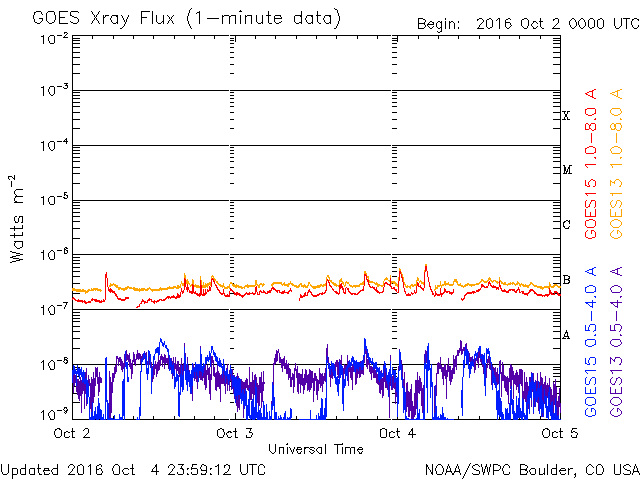 GOES Xray Flux (1-minute data)
Begin: 2016 Oct 2 0000 UTC
10⁻²
10⁻³
10⁻⁴
10⁻⁵
10⁻⁶
10⁻⁷
10⁻⁸
10⁻⁹
Watts m⁻²
X
M
C
B
A
GOES15 1.0-8.0 A
GOES13 1.0-8.0 A
GOES15 0.5-4.0 A
GOES13 0.5-4.0 A
Oct 2 Oct 3 Oct 4 Oct 5
Universal Time
Updated 2016 Oct 4 23:59:12 UTC
NOAA/SWPC Boulder, CO USA